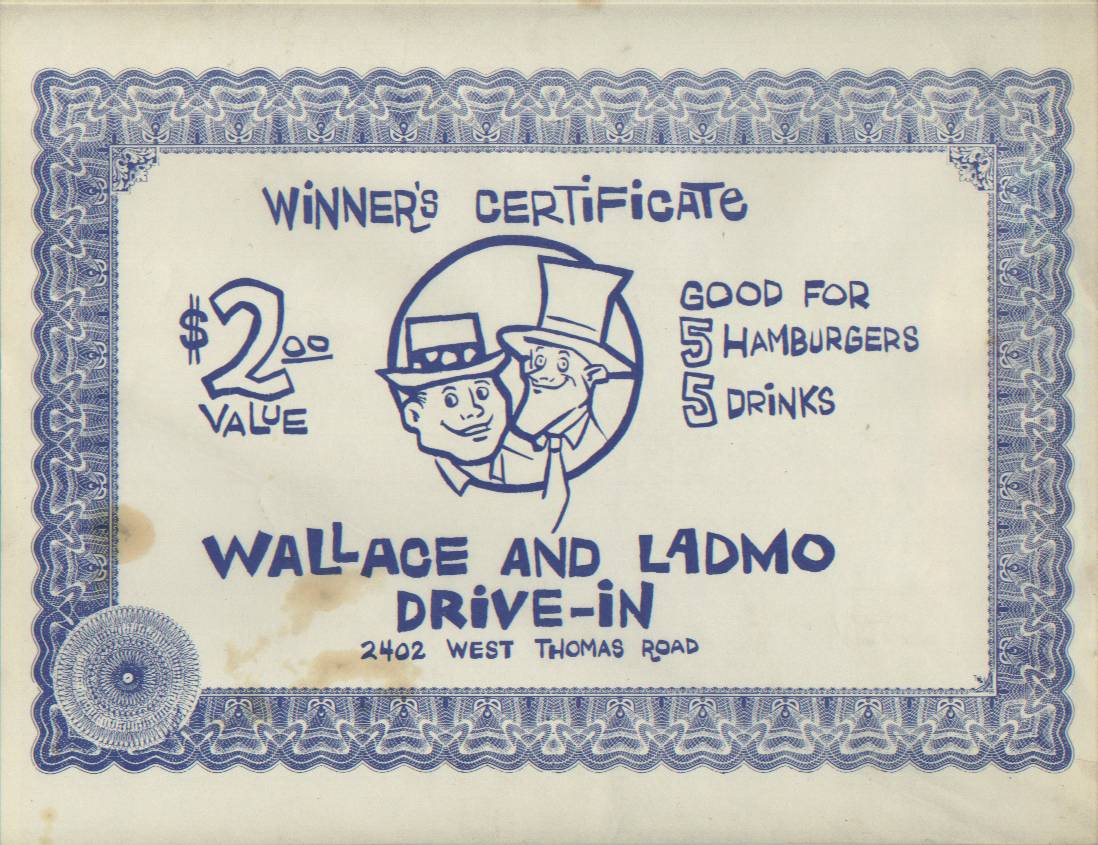 WiNNER'S CERTiFiCATe
$2.00
VALUE
GOOD FOR
5 HAMBURGERS
5 DRiNKS
WALLACE AND LADMO
DRiVE-iN
2402 WEST THOMAS ROAD